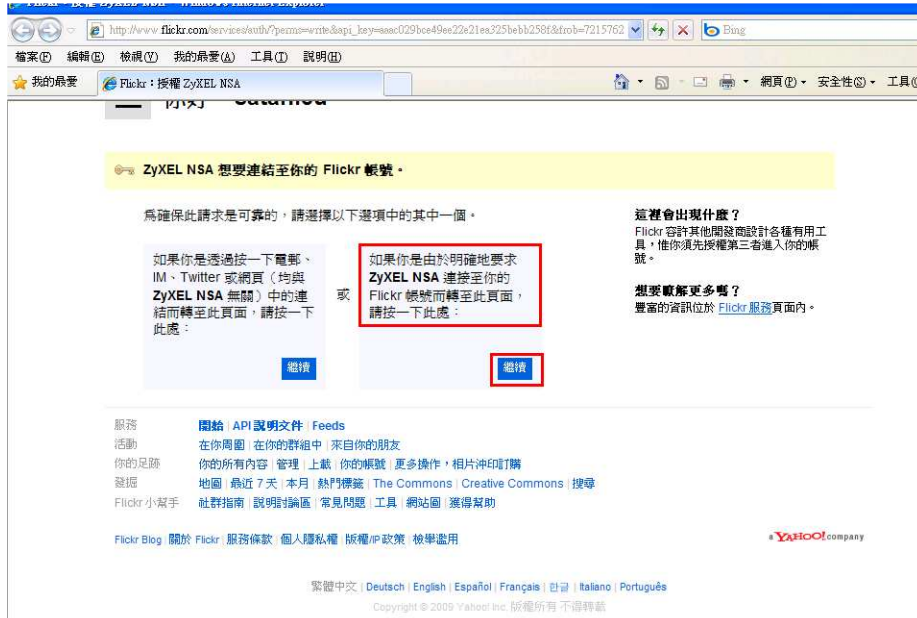 http://www.flickr.com/services/auth/?perms=write&api_key=aaac029bce49ee22e21ea325bebb258f&frob=7215762
Bing
檔案(F) 編輯(E) 檢視(V) 我的最愛(A) 工具(T) 說明(H)
我的最愛 Flickr:授權 ZyXEL NSA 網頁(P) 安全性(S) 工具(O
ZyXEL NSA 想要連結至你的 Flickr 帳號。
為確保此請求是可靠的,請選擇以下選項中的其中一個。
如果你是透過按一下電郵、
IM、Twitter 或網頁(均與
ZyXEL NSA 無關)中的連
結而轉至此頁面,請按一下
此處:
繼續
或
如果你是由於明確地要求
ZyXEL NSA 連接至你的
Flickr 帳號而轉至此頁面,
請按一下此處:
繼續
這裡會出現什麼?
Flickr 容許其他開發商設計各種有用工
具,惟你須先授權第三者進入你的帳
號。
想要瞭解更多嗎?
豐富的資訊位於 Flickr 服務頁面內。
服務 開始 | API 說明文件 | Feeds
活動 在你周圍 | 在你的群組中 | 來自你的朋友
你的足跡 你的所有內容 | 管理 | 上載 | 你的帳號 | 更多操作,相片沖印訂購
發掘 地圖 | 最近 7 天 | 本月 | 熱門標籤 | The Commons | Creative Commons | 搜尋
Flickr 小幫手 社群指南 | 說明討論區 | 常見問題 | 工具 | 網站圖 | 獲得幫助
Flickr Blog | 關於 Flickr | 服務條款 | 個人隱私權 | 版權/IP 政策 | 檢舉濫用
a YAHOO! company
繁體中文 | Deutsch | English | Español | Français | 한글 | Italiano | Português
Copyright © 2009 Yahoo! Inc. 版權所有 不得轉載